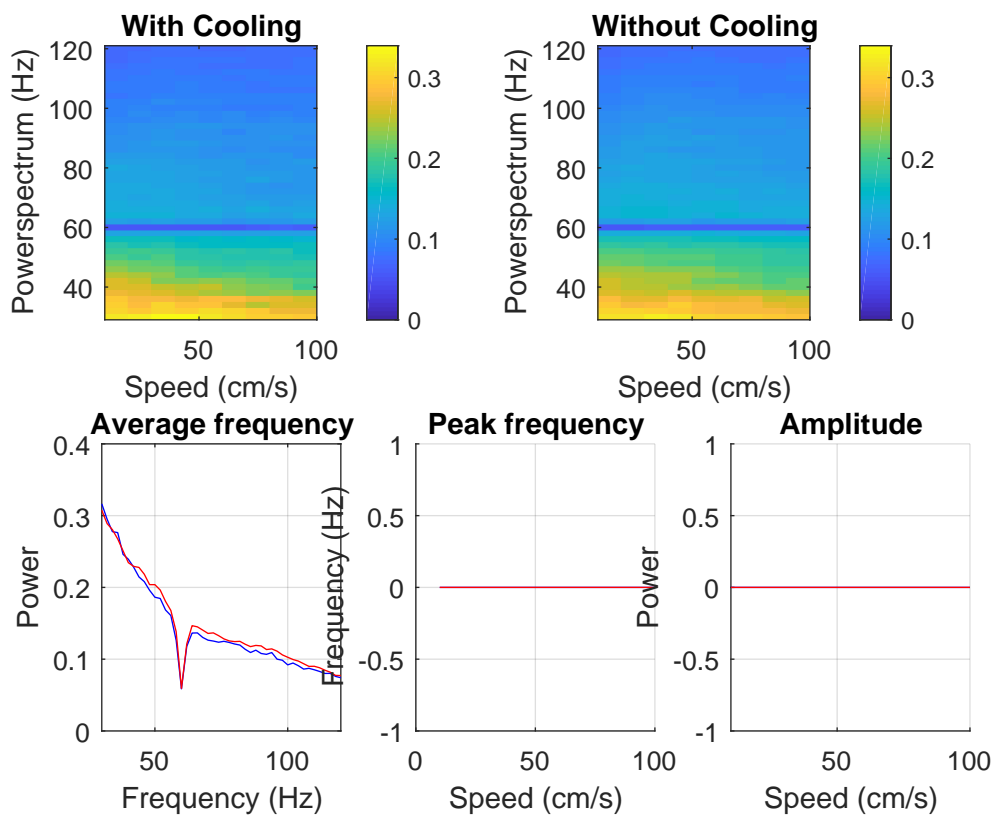 With Cooling
Powerspectrum (Hz)
120
100
80
60
40
50
100
Speed (cm/s)
0.3
0.2
0.1
0
Without Cooling
Powerspectrum (Hz)
120
100
80
60
40
50
100
Speed (cm/s)
0.3
0.2
0.1
0
Average frequency
Power
0.4
0.3
0.2
0.1
0
50
100
Frequency (Hz)
Peak frequency
Frequency (Hz)
1
0.5
0
-0.5
-1
0
50
100
Speed (cm/s)
Amplitude
Power
1
0.5
0
-0.5
-1
50
100
Speed (cm/s)